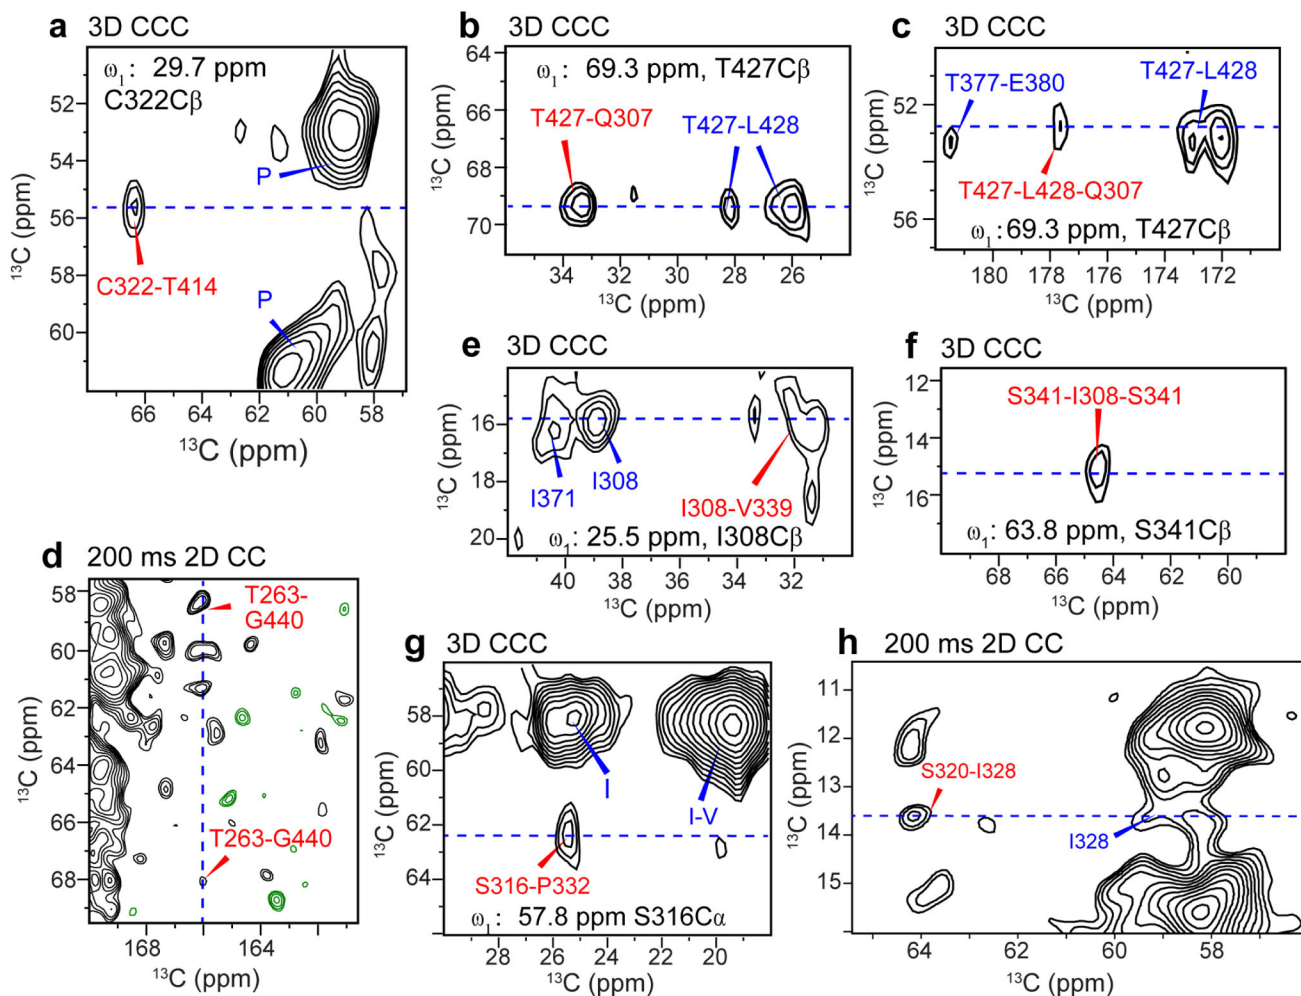 a 3D CCC
ω1: 29.7 ppm
C322Cβ
P
C322-T414
P
52
54
56
58
60
66 64 62 60 58
13C (ppm)
13C (ppm)
b 3D CCC
ω1: 69.3 ppm, T427Cβ
T427-Q307
T427-L428
64
66
68
70
34 32 30 28 26
13C (ppm)
13C (ppm)
c 3D CCC
T377-E380
T427-L428
T427-L428-Q307
ω1:69.3 ppm, T427Cβ
52
56
180 178 176 174 172
13C (ppm)
13C (ppm)
d 200 ms 2D CC
T263-
G440
T263-G440
58
60
62
64
66
68
168 166 164
13C (ppm)
13C (ppm)
e 3D CCC
I371
I308
I308-V339
ω1: 25.5 ppm, I308Cβ
16
18
20
40 38 36 34 32
13C (ppm)
13C (ppm)
f 3D CCC
S341-I308-S341
ω1: 63.8 ppm, S341Cβ
12
16
68 66 64 62 60
13C (ppm)
13C (ppm)
g 3D CCC
I
I-V
S316-P332
ω1: 57.8 ppm S316Cα
58
60
62
64
28 26 24 22 20
13C (ppm)
13C (ppm)
h 200 ms 2D CC
S320-I328
I328
11
12
13
14
15
64 62 60 58
13C (ppm)
13C (ppm)